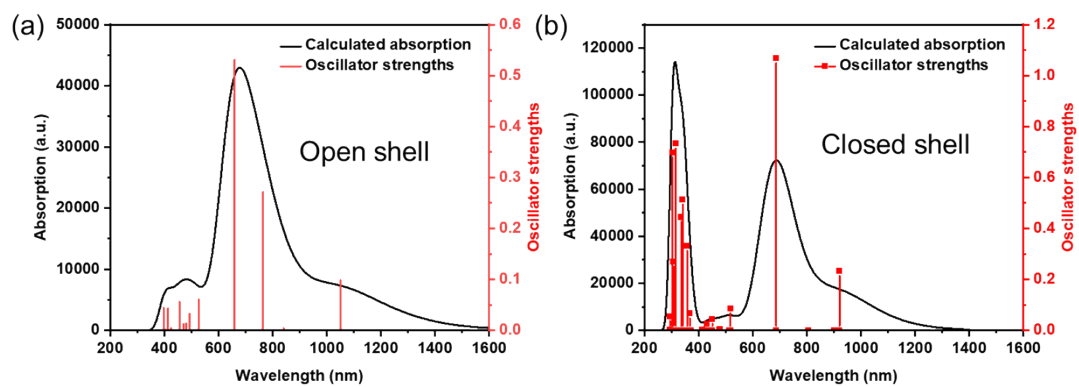 (a)
Calculated absorption
Oscillator strengths
Open shell
Absorption (a.u.)
0
10000
20000
30000
40000
50000
Oscillator strengths
0.0
0.1
0.2
0.3
0.4
0.5
0.6
200 400 600 800 1000 1200 1400 1600
Wavelength (nm)
(b)
Calculated absorption
Oscillator strengths
Closed shell
Absorption (a.u.)
0
20000
40000
60000
80000
100000
120000
Oscillator strengths
0.0
0.2
0.4
0.6
0.8
1.0
1.2
200 400 600 800 1000 1200 1400 1600
Wavelength (nm)